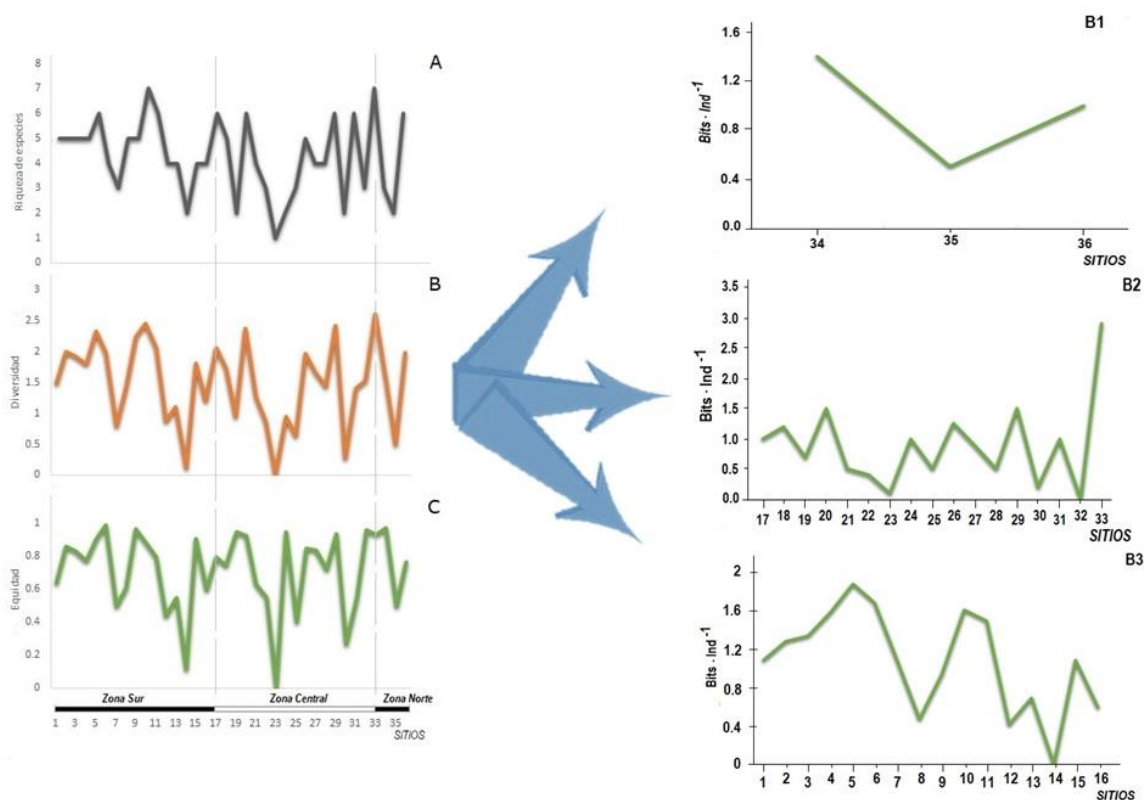 A
Riqueza de especies
8
7
6
5
4
3
2
1
0
B
Diversidad
3
2.5
2
1.5
1
0.5
0
C
Equidad
1
0.8
0.6
0.4
0.2
0
Zona Sur Zona Central Zona Norte
1 3 5 7 9 11 13 15 17 19 21 23 25 27 29 31 33 35
SITIOS
B1
Bits · Ind -1
1.6
1.2
0.8
0.4
0.0
34 35 36
SITIOS
B2
Bits · Ind -1
3.5
3.0
2.5
2.0
1.5
1.0
0.5
0.0
17 18 19 20 21 22 23 24 25 26 27 28 29 30 31 32 33
SITIOS
B3
Bits · Ind -1
2
1.6
1.2
0.8
0.4
0
1 2 3 4 5 6 7 8 9 10 11 12 13 14 15 16
SITIOS